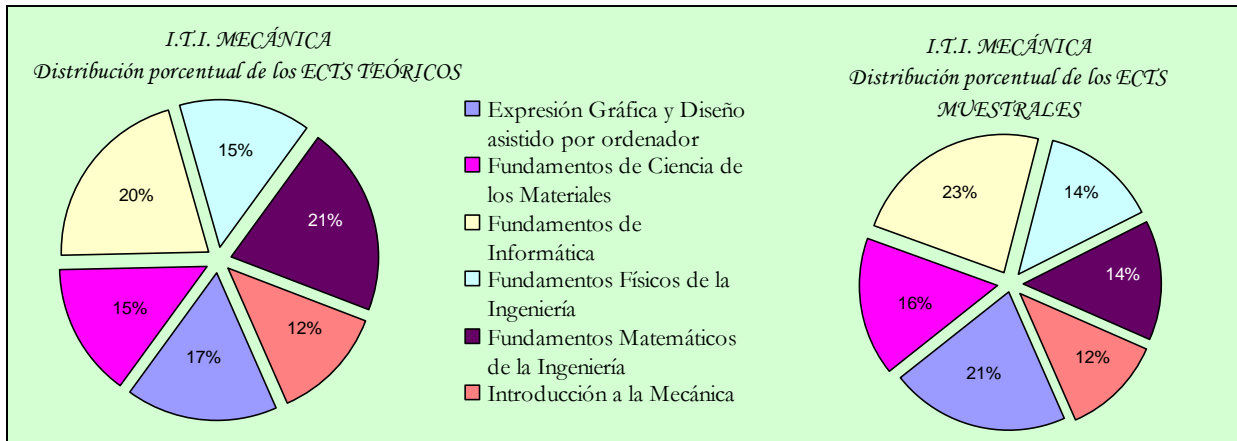 I.T.I. MECÁNICA
Distribución porcentual de los ECTS TEÓRICOS
15%
20%
21%
15%
12%
17%
Expresión Gráfica y Diseño
asistido por ordenador
Fundamentos de Ciencia de
los Materiales
Fundamentos de
Informática
Fundamentos Físicos de la
Ingeniería
Fundamentos Matemáticos
de la Ingeniería
Introducción a la Mecánica
I.T.I. MECÁNICA
Distribución porcentual de los ECTS
MUESTRALES
23%
14%
14%
16%
12%
21%